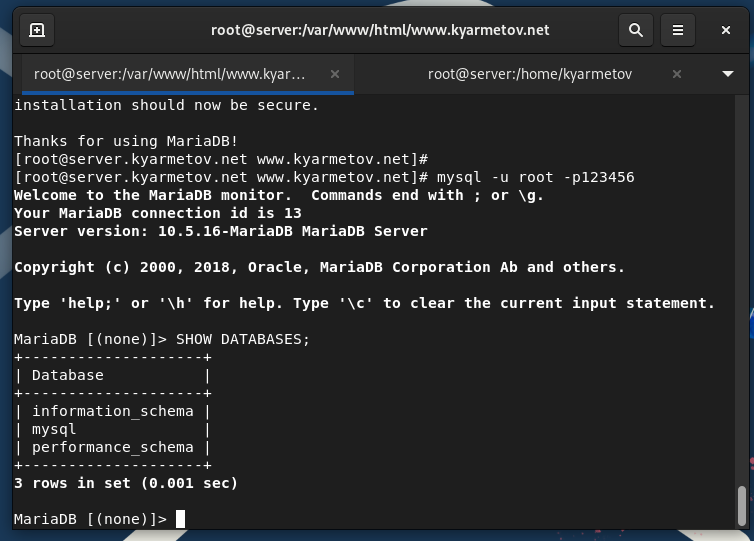 root@server:/var/www/html/www.kyarmetov.net
root@server:/var/www/html/www.kyar...
root@server:/home/kyarmetov
installation should now be secure.
Thanks for using MariaDB!
[root@server.kyarmetov.net www.kyarmetov.net]#
[root@server.kyarmetov.net www.kyarmetov.net]# mysql -u root -p123456
Welcome to the MariaDB monitor.  Commands end with ; or \g.
Your MariaDB connection id is 13
Server version: 10.5.16-MariaDB MariaDB Server
Copyright (c) 2000, 2018, Oracle, MariaDB Corporation Ab and others.
Type 'help;' or '\h' for help. Type '\c' to clear the current input statement.
MariaDB [(none)]> SHOW DATABASES;
+--------------------+
| Database           |
+--------------------+
| information_schema |
| mysql              |
| performance_schema |
+--------------------+
3 rows in set (0.001 sec)
MariaDB [(none)]>